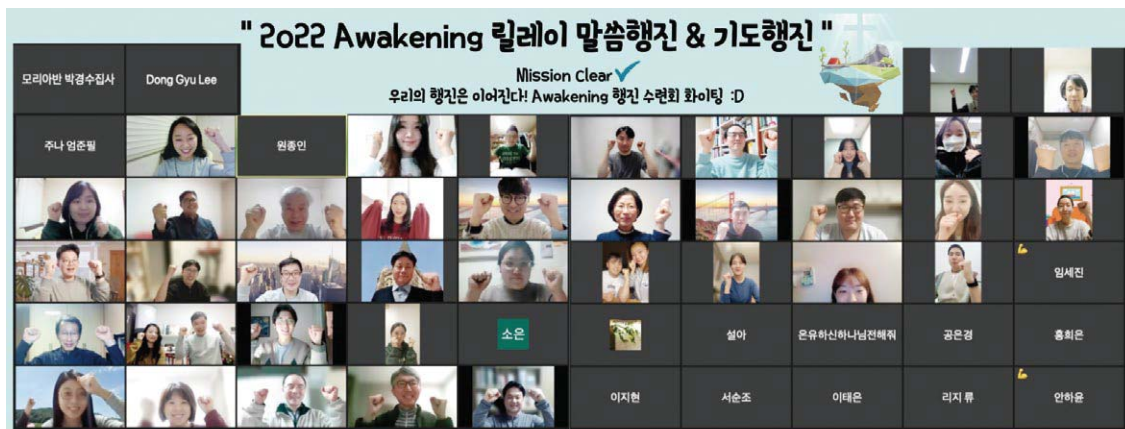 " 2022 Awakening 릴레이 말씀행진 & 기도행진 "
Mission Clear
우리의 행진은 이어진다! Awakening 행진 수련회 화이팅 :D
모리아반 박경수집사
Dong Gyu Lee
주나 엄준필
원종인
임세진
소은
설아
온유하신하나님전해줘
공은경
홍희은
이지현
서순조
이태은
리지 류
안하윤